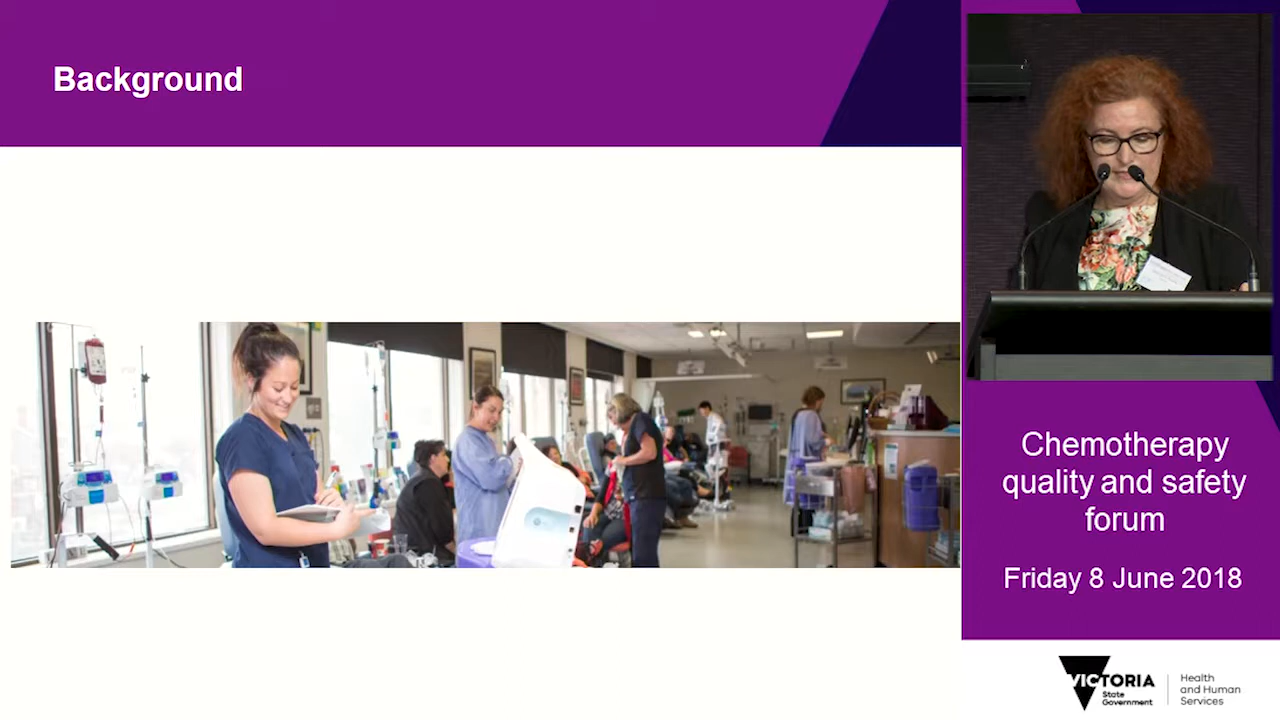 Background
Chemotherapy
quality and safety
forum
Friday 8 June 2018
VICTORIA
State
Government
Health
and Human
Services